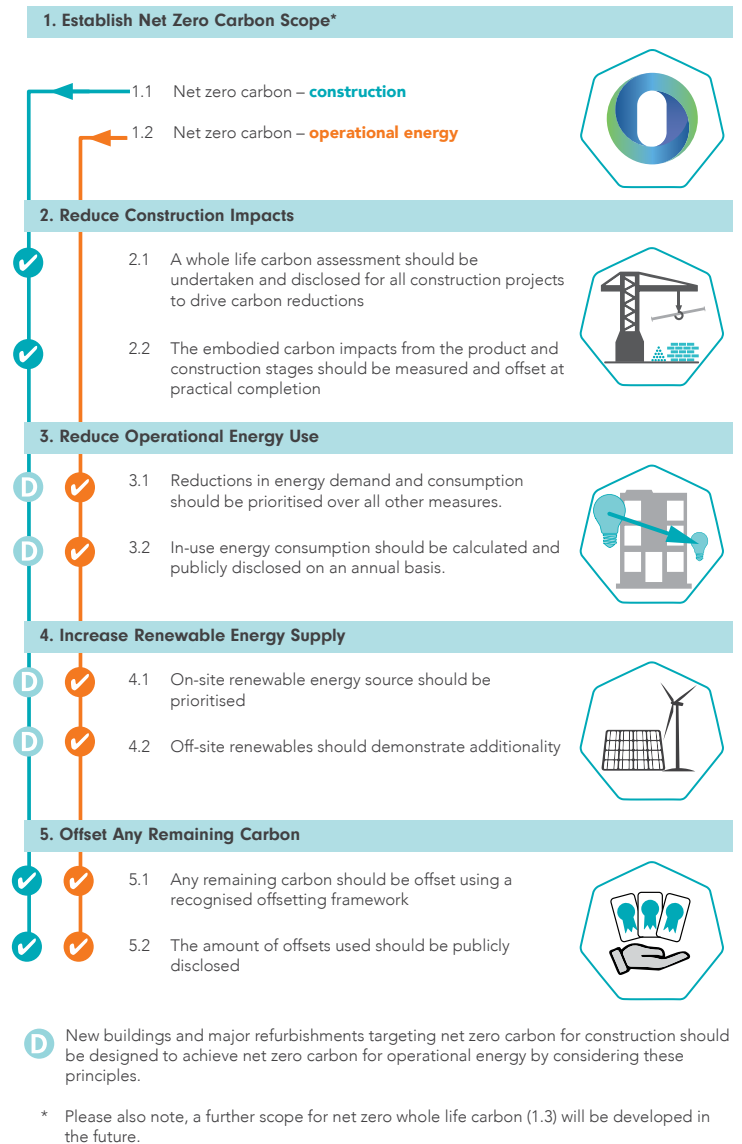 1. Establish Net Zero Carbon Scope*
1.1 Net zero carbon – construction
1.2 Net zero carbon – operational energy
2. Reduce Construction Impacts
2.1 A whole life carbon assessment should be
undertaken and disclosed for all construction projects
to drive carbon reductions
2.2 The embodied carbon impacts from the product and
construction stages should be measured and offset at
practical completion
3. Reduce Operational Energy Use
D 3.1 Reductions in energy demand and consumption
should be prioritised over all other measures.
D 3.2 In-use energy consumption should be calculated and
publicly disclosed on an annual basis.
4. Increase Renewable Energy Supply
D 4.1 On-site renewable energy source should be
prioritised
D 4.2 Off-site renewables should demonstrate additionality
5. Offset Any Remaining Carbon
5.1 Any remaining carbon should be offset using a
recognised offsetting framework
5.2 The amount of offsets used should be publicly
disclosed
D New buildings and major refurbishments targeting net zero carbon for construction should
be designed to achieve net zero carbon for operational energy by considering these
principles.
* Please also note, a further scope for net zero whole life carbon (1.3) will be developed in
the future.